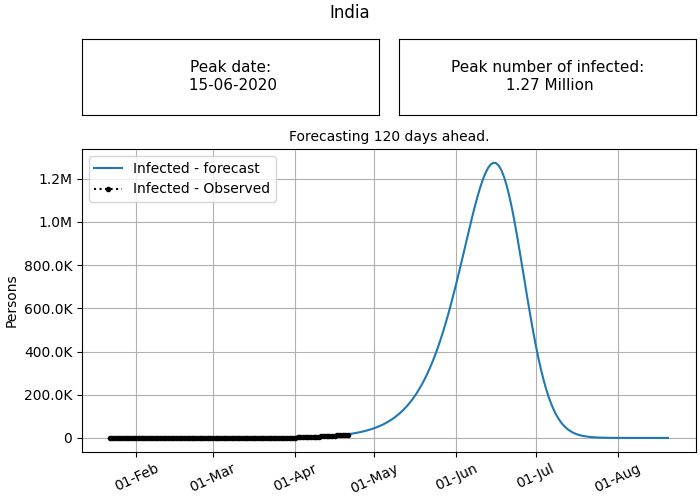 India
Peak date:
15-06-2020
Peak number of infected:
1.27 Million
Forecasting 120 days ahead.
Infected - forecast
Infected - Observed
1.2M
1.0M
800.0K
600.0K
400.0K
200.0K
0
Persons
01-Feb
01-Mar
01-Apr
01-May
01-Jun
01-Jul
01-Aug